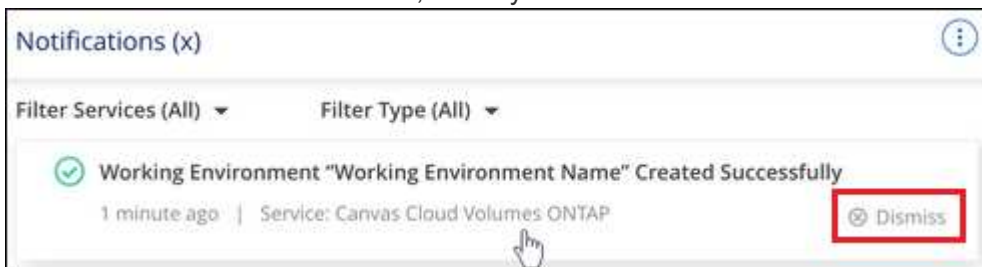 Notifications (x)
Filter Services (All) Filter Type (All)
Working Environment “Working Environment Name” Created Successfully
1 minute ago | Service: Canvas Cloud Volumes ONTAP Dismiss